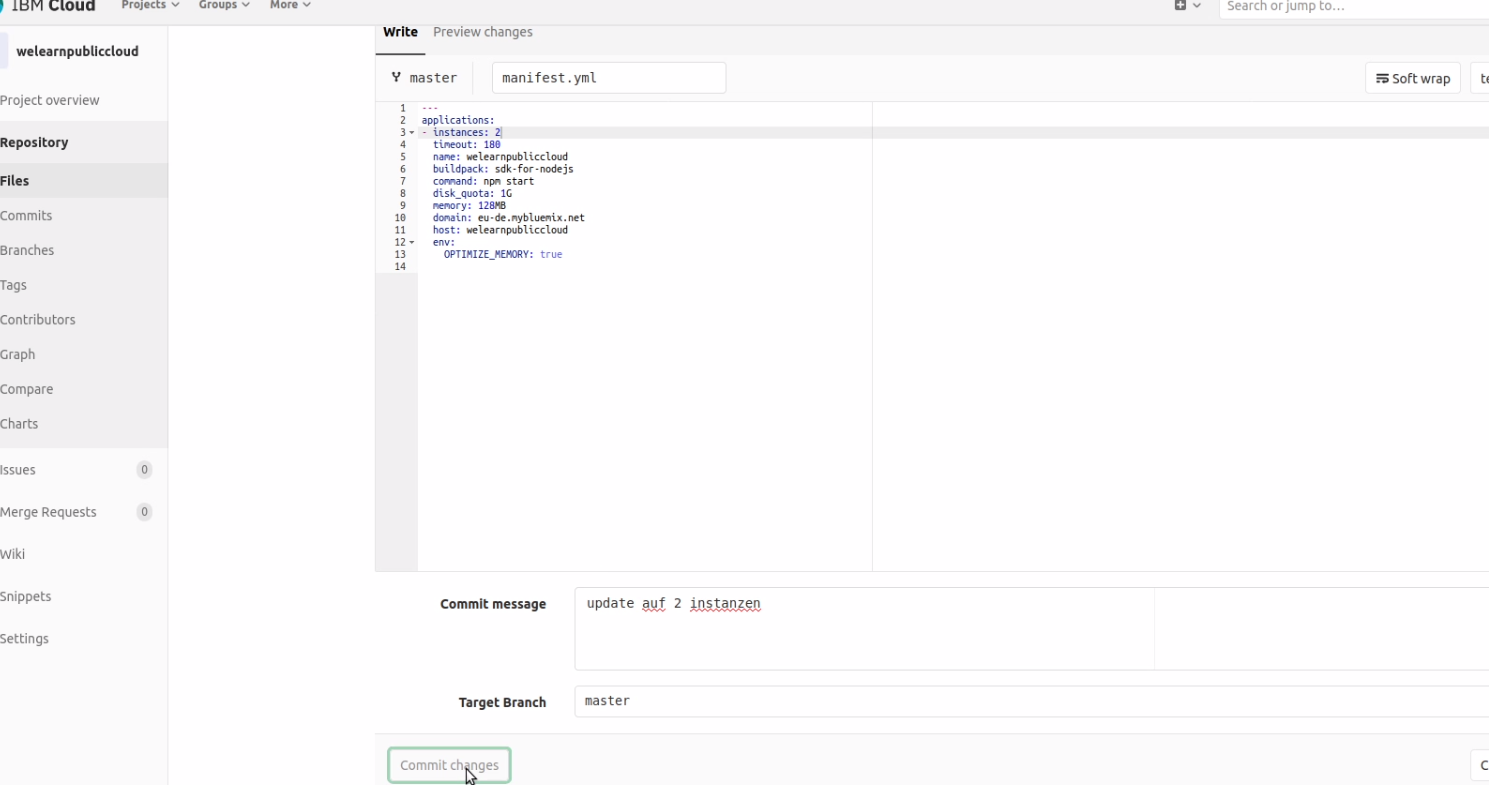 IBM Cloud Projects Groups More Search or jump to...
welearnpubliccloud
Project overview
Repository
Files
Commits
Branches
Tags
Contributors
Graph
Compare
Charts
Issues 0
Merge Requests 0
Wiki
Snippets
Settings
Write Preview changes
master manifest.yml Soft wrap te
1 ---
2 applications:
3 - instances: 2
4 timeout: 180
5 name: welearnpubliccloud
6 buildpack: sdk-for-nodejs
7 command: npm start
8 disk_quota: 1G
9 memory: 128MB
10 domain: eu-de.mybluemix.net
11 host: welearnpubliccloud
12 env:
13 OPTIMIZE_MEMORY: true
14
Commit message update auf 2 instanzen
Target Branch master
Commit changes C